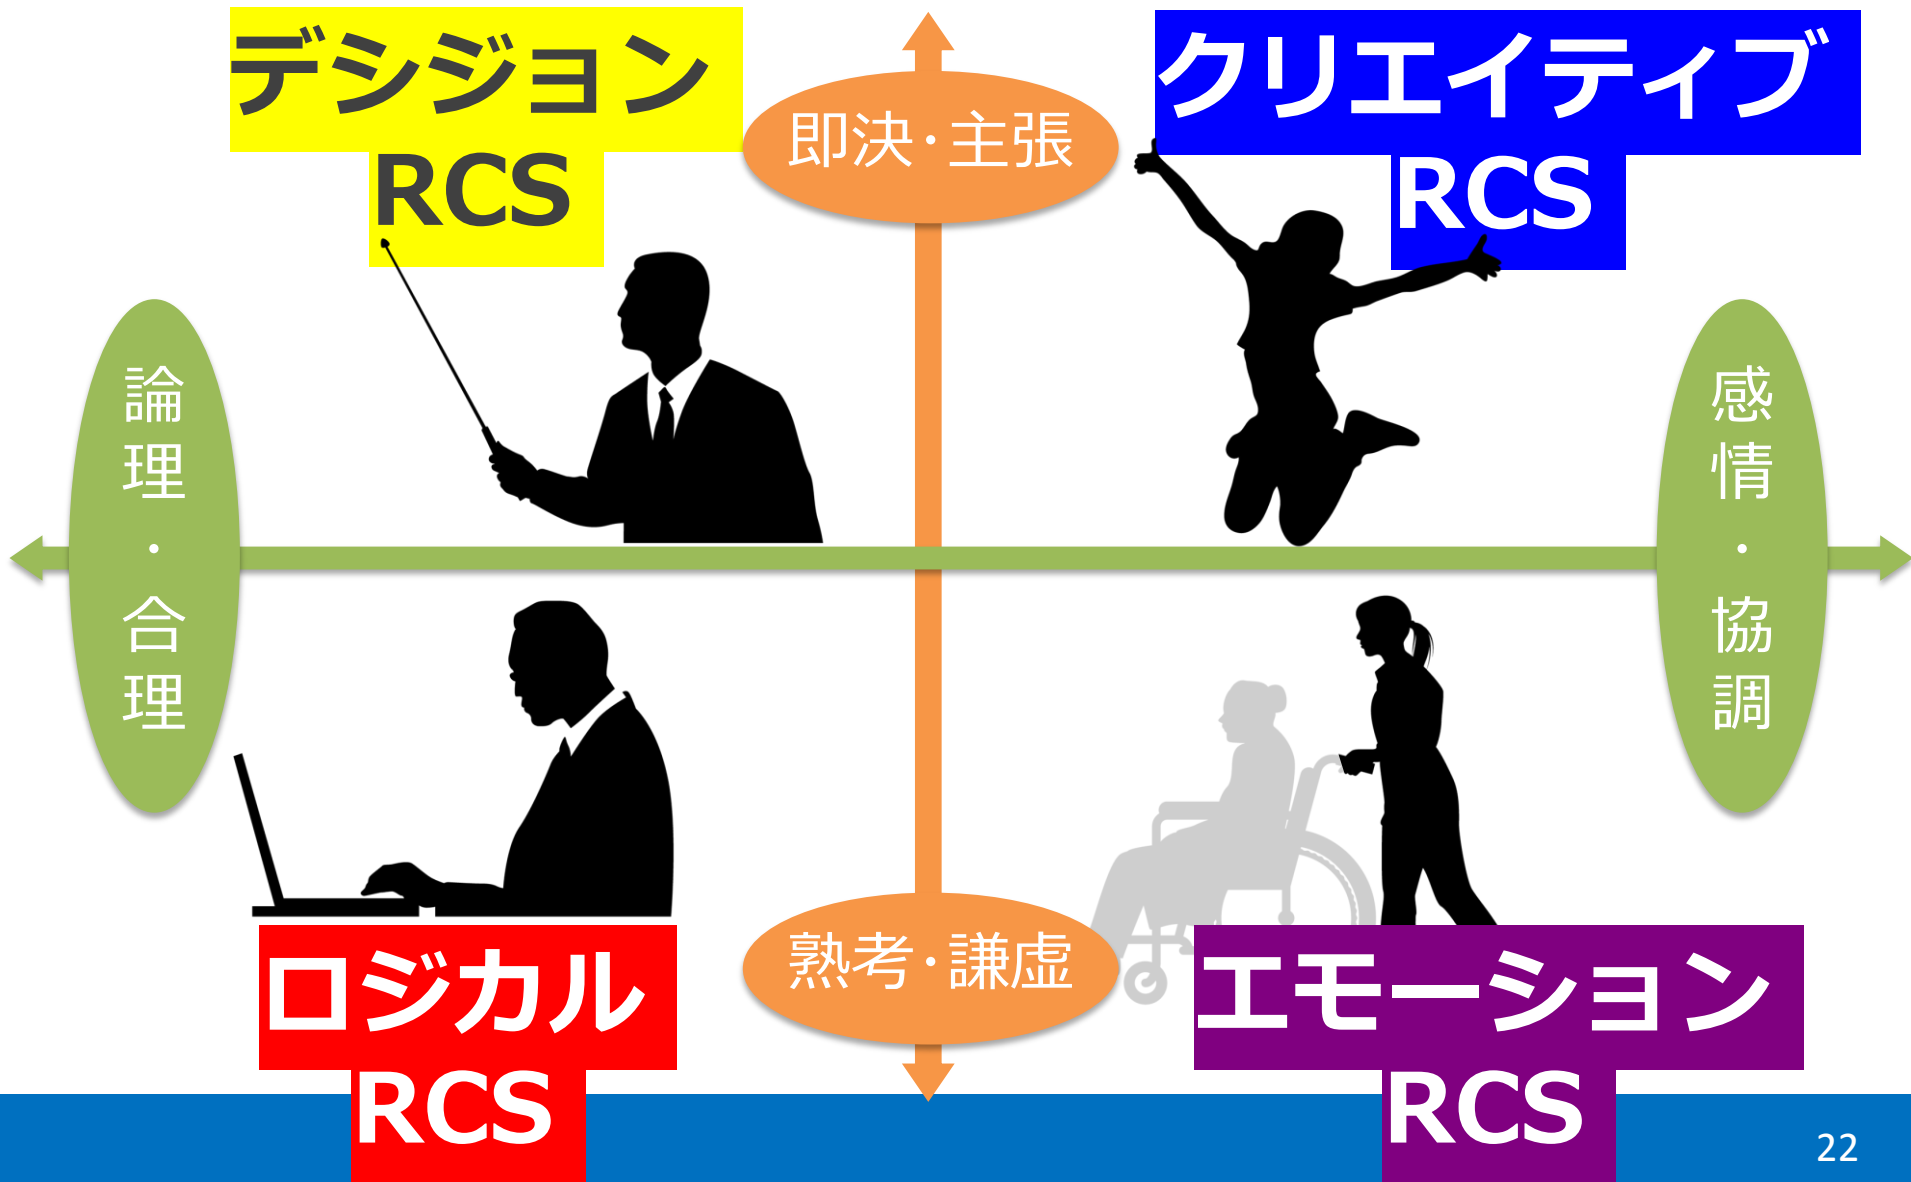 デシジョン
RCS
即決・主張
クリエイティブ
RCS
論理・合理
感情・協調
ロジカル
RCS
熟考・謙虚
エモーション
RCS
22